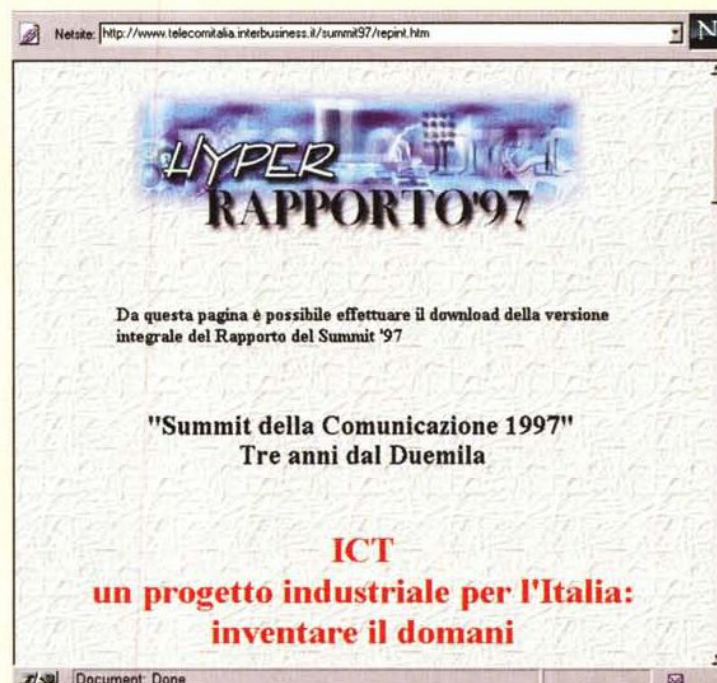 Netsite: http://www.telecomitalia.interbusiness.it/summit97/repint.htm
N
HYPER
RAPPORTO'97
Da questa pagina è possibile effettuare il download della versione
integrale del Rapporto del Summit '97
"Summit della Comunicazione 1997"
Tre anni dal Duemila
ICT
un progetto industriale per l'Italia:
inventare il domani
Document: Done